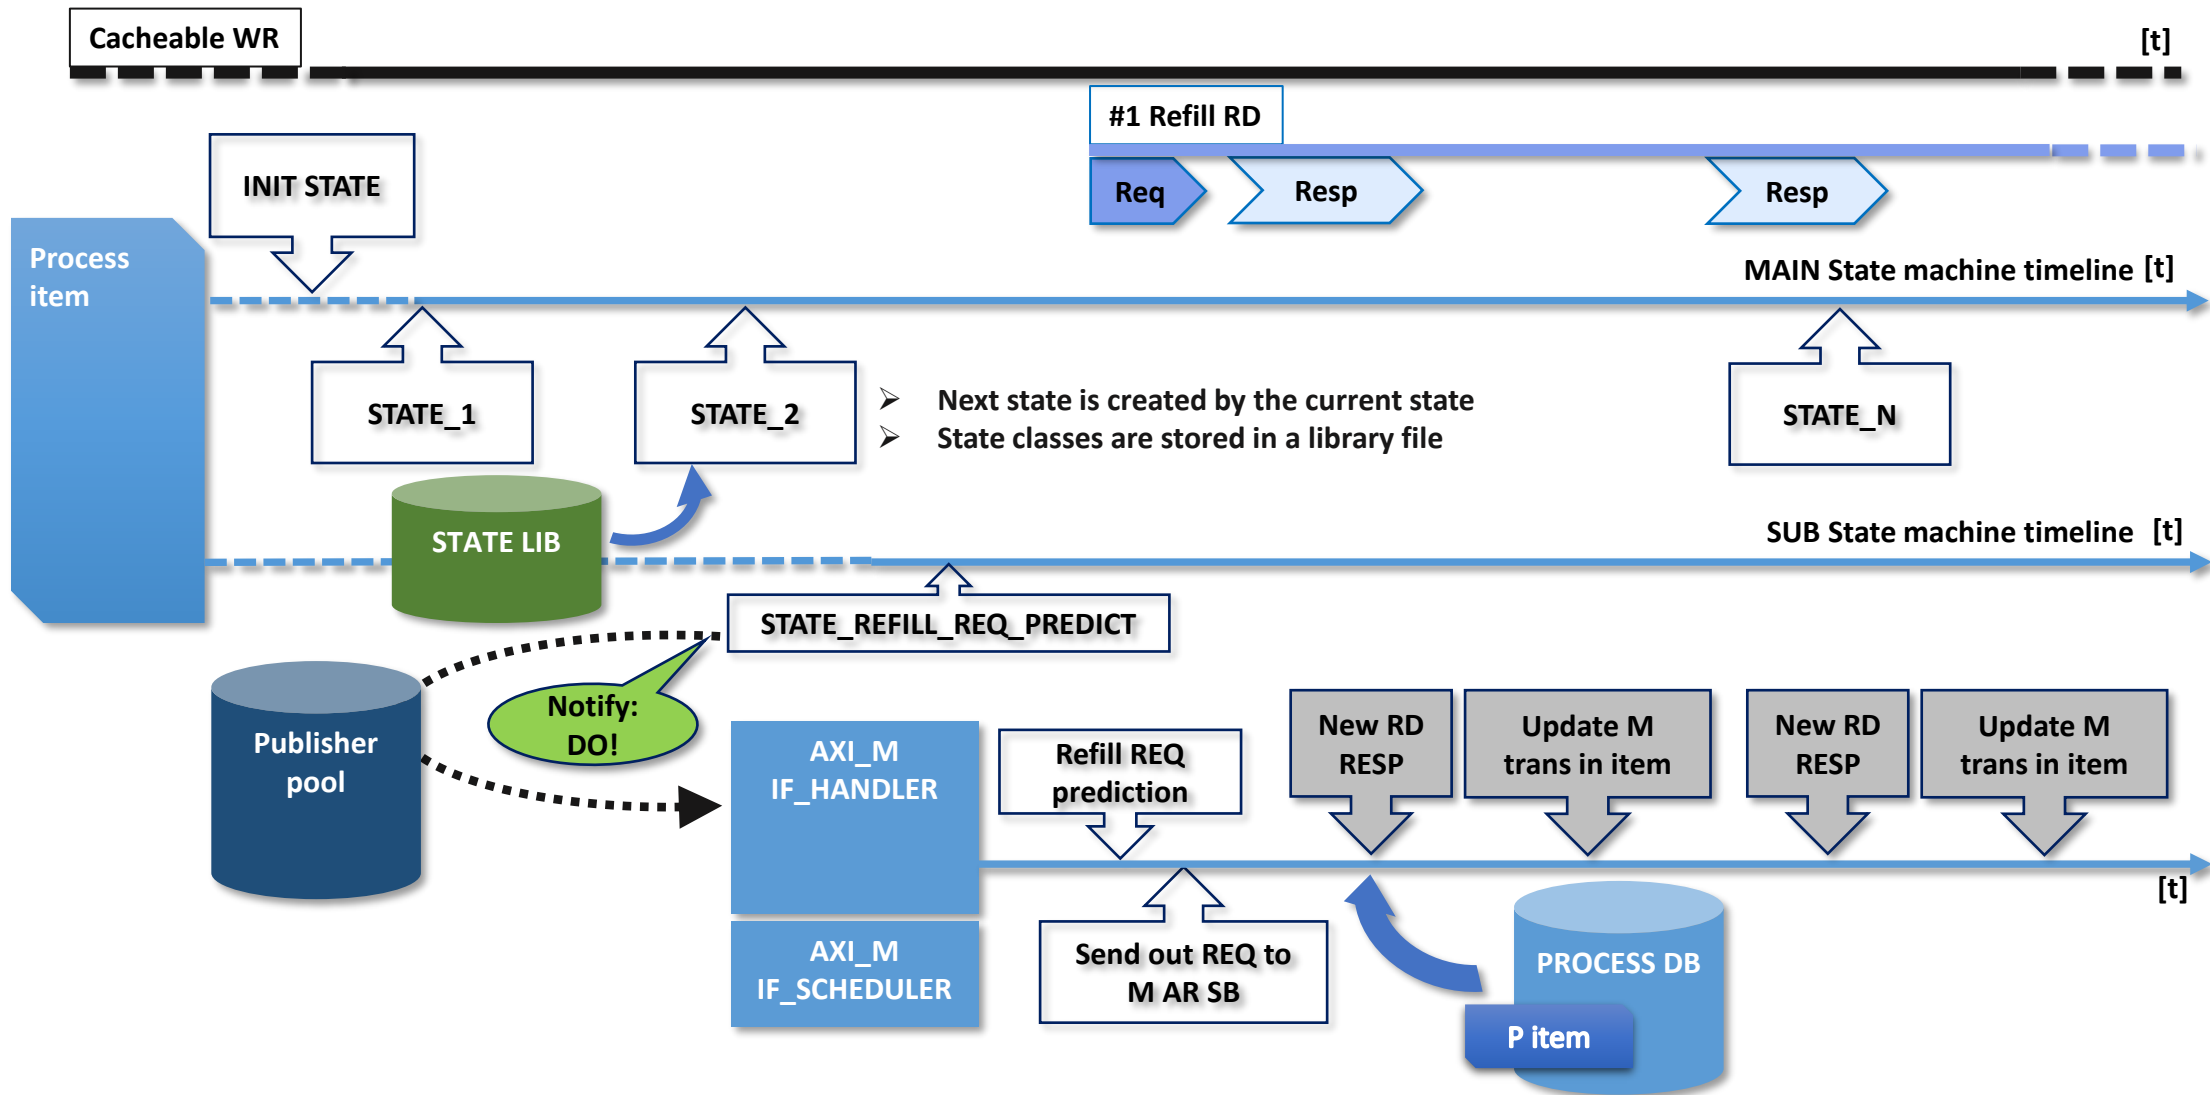 Cacheable WR
[t]
#1 Refill RD
Req
Resp
Resp
INIT STATE
Process
item
MAIN State machine timeline [t]
STATE_1
STATE_2
➢ Next state is created by the current state
➢ State classes are stored in a library file
STATE_N
STATE LIB
SUB State machine timeline [t]
STATE_REFILL_REQ_PREDICT
Notify:
DO!
Publisher
pool
AXI_M
IF_HANDLER
Refill REQ
prediction
New RD
RESP
Update M
trans in item
New RD
RESP
Update M
trans in item
[t]
AXI_M
IF_SCHEDULER
Send out REQ to
M AR SB
PROCESS DB
P item